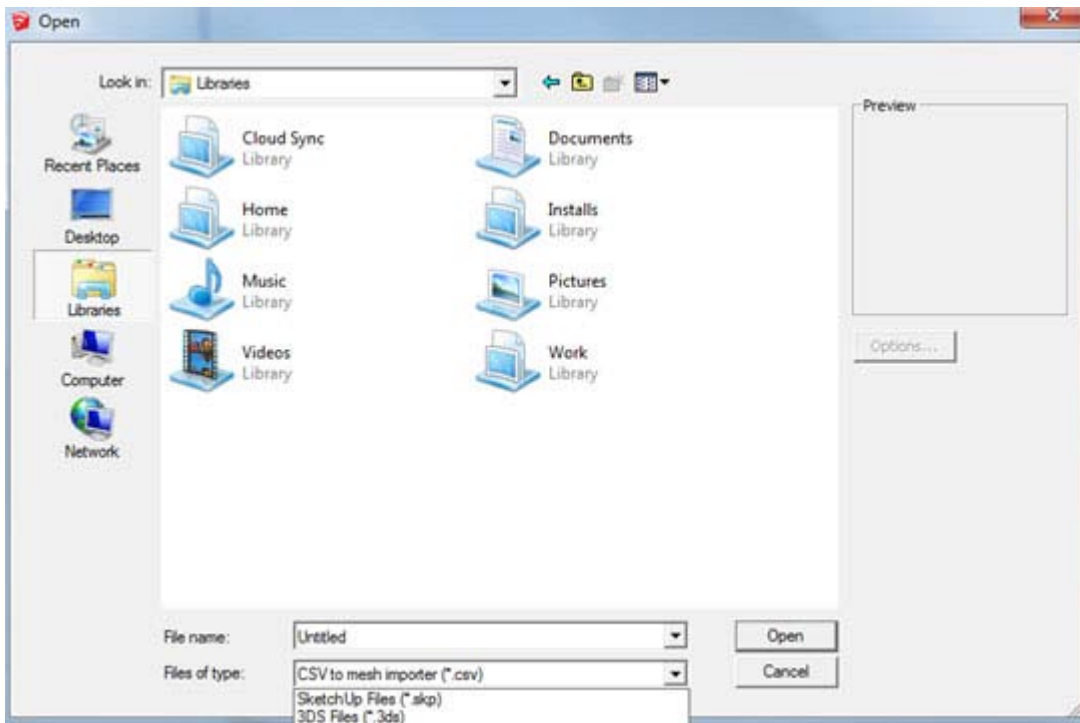 Open
Look in:
Libraries
Preview
Recent Places
Desktop
Libraries
Computer
Network
Cloud Sync
Library
Documents
Library
Home
Library
Installs
Library
Music
Library
Pictures
Library
Videos
Library
Work
Library
Options...
File name:
Untitled
Open
Files of type:
CSV to mesh importer (*.csv)
Cancel
SketchUp Files (*.skp)
3DS Files (*.3ds)